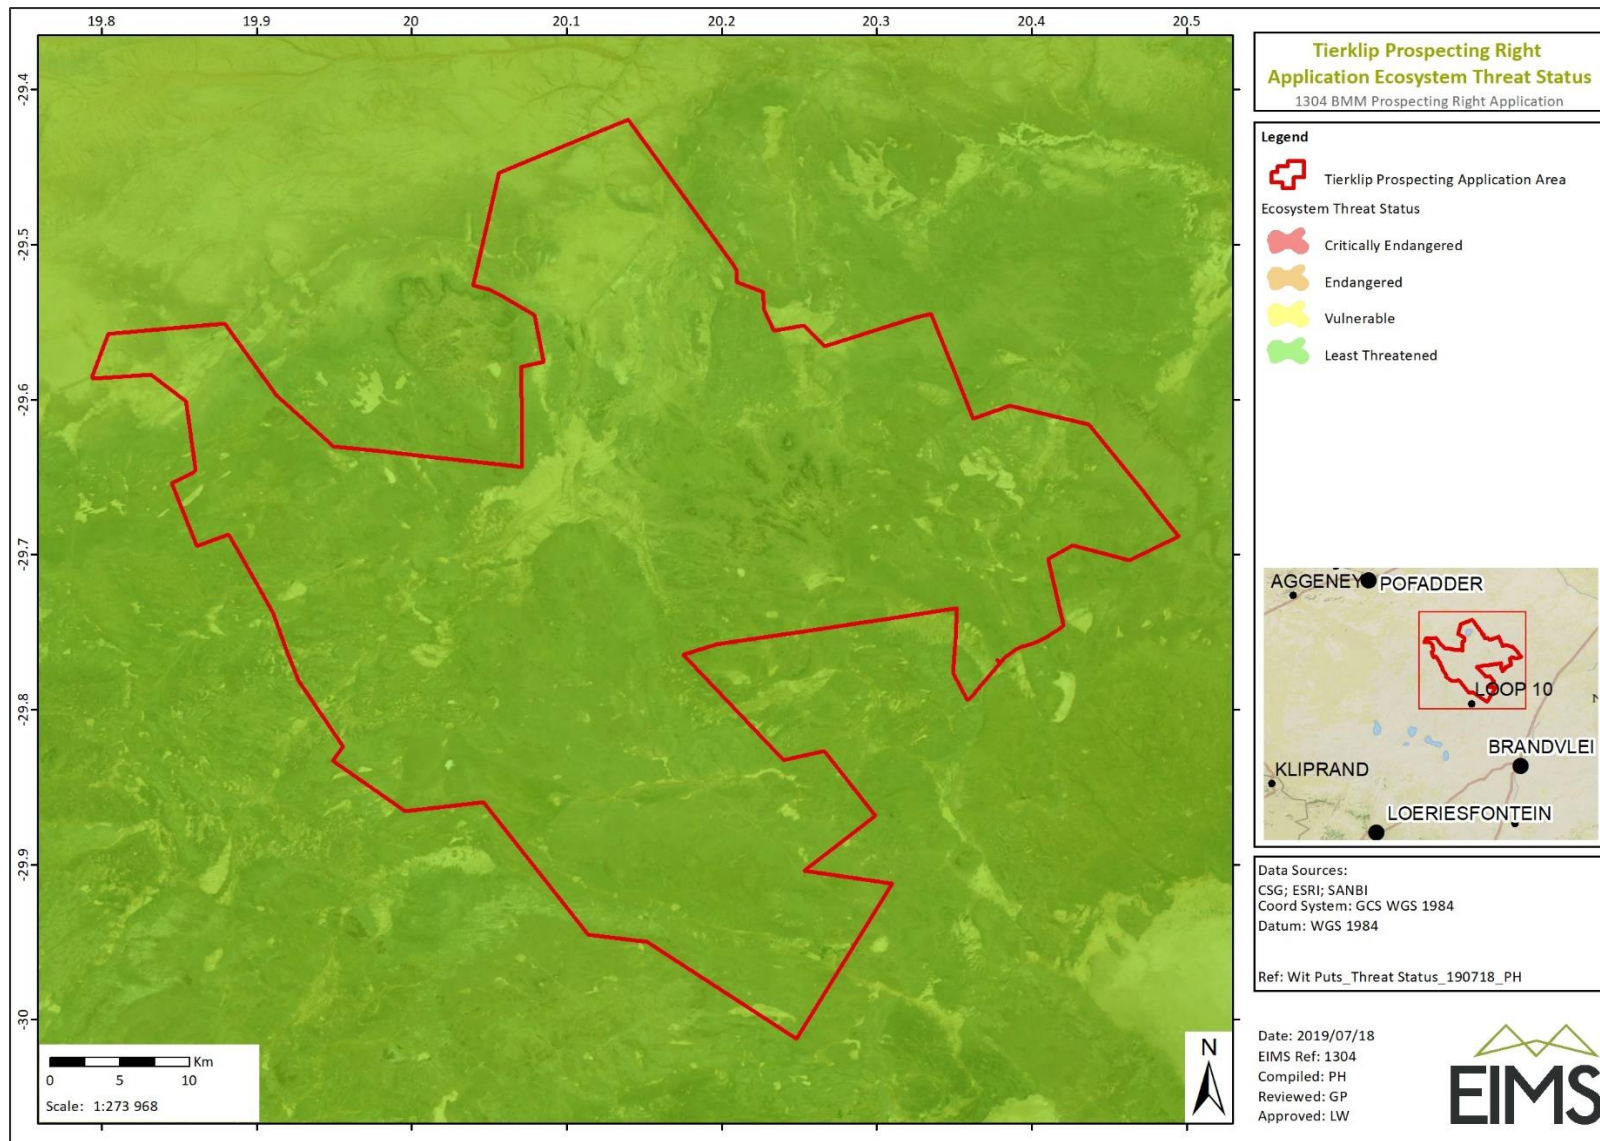 19.8 19.9 20 20.1 20.2 20.3 20.4 20.5
-29.4
-29.5
-29.6
-29.7
-29.8
-29.9
-30
Km
0 5 10
Scale: 1:273 968
N
Tierklip Prospecting Right
Application Ecosystem Threat Status
1304 BMM Prospecting Right Application
Legend
Tierklip Prospecting Application Area
Ecosystem Threat Status
Critically Endangered
Endangered
Vulnerable
Least Threatened
AGGENEY POFADDER
LOOP 10
BRANDVLEI
KLIPRAND
LOERIESFONTEIN
Data Sources:
CSG; ESRI; SANBI
Coord System: GCS WGS 1984
Datum: WGS 1984
Ref: Wit Puts_Threat Status_190718_PH
Date: 2019/07/18
EIMS Ref: 1304
Compiled: PH
Reviewed: GP
Approved: LW
EIMS